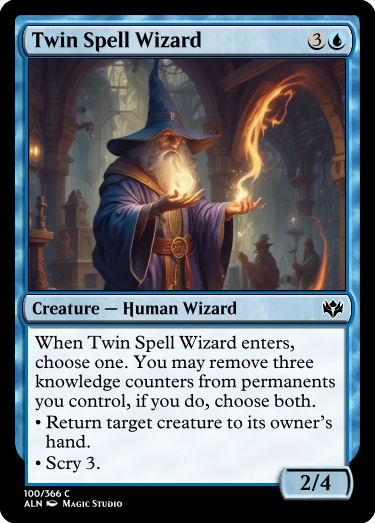 Twin Spell Wizard 3
Creature — Human Wizard
When Twin Spell Wizard enters,
choose one. You may remove three
knowledge counters from permanents
you control, if you do, choose both.
• Return target creature to its owner's
hand.
• Scry 3.
2/4
100/366 C
ALN Magic Studio